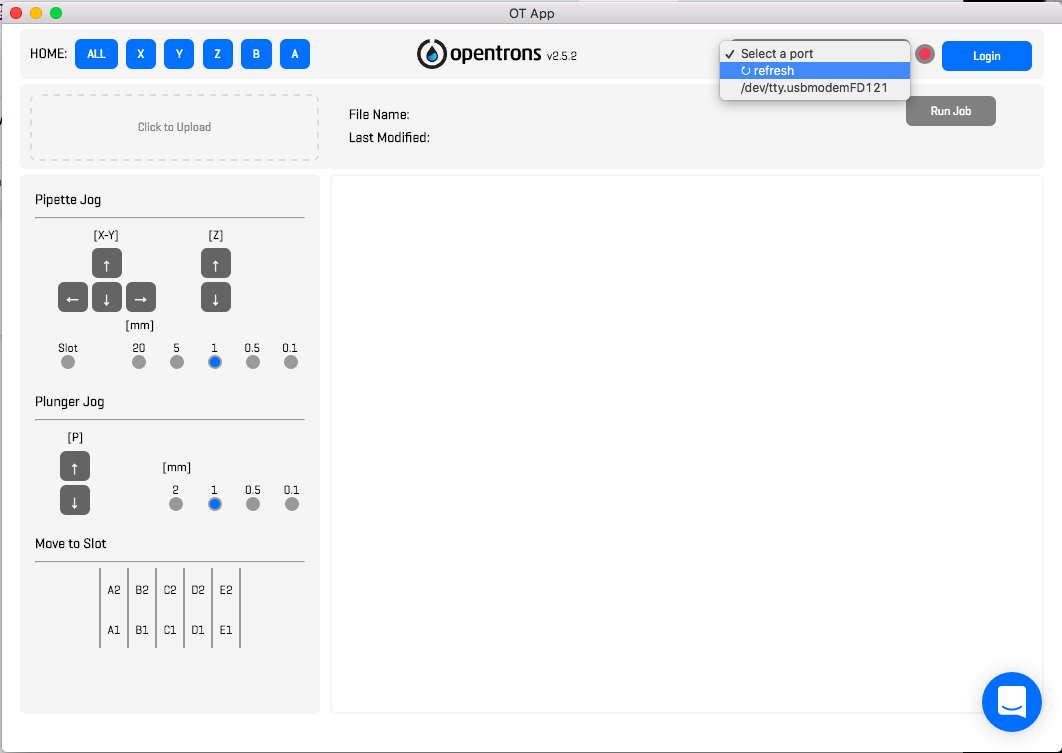 OT App
HOME: ALL X Y Z B A
opentrons v2.5.2
✓ Select a port
↻ refresh
/dev/tty.usbmodemFD121
Login
Click to Upload
File Name:
Last Modified:
Run Job
Pipette Jog
[X-Y] [Z]
↑ ↑
← ↓ → ↓
[mm]
Slot 20 5 1 0.5 0.1
Plunger Jog
[P]
↑
[mm]
2 1 0.5 0.1
↓
Move to Slot
A2 B2 C2 D2 E2
A1 B1 C1 D1 E1